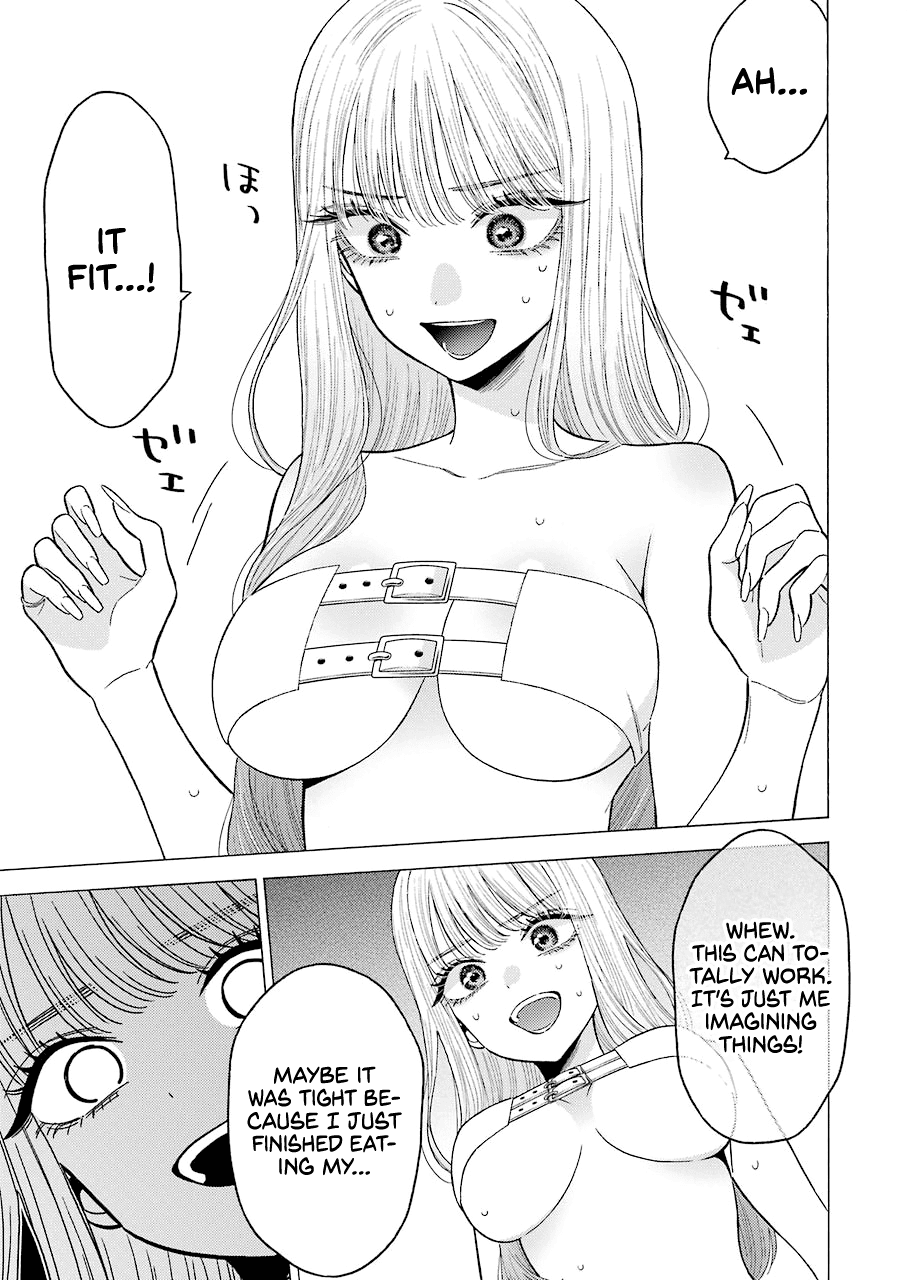 AH...
ゼェ
ほっ
IT
FIT...!
ゼェ
WHEW.
THIS CAN TO-
TALLY WORK.
IT'S JUST ME
IMAGINING
THINGS!
MAYBE IT
WAS TIGHT BE-
CAUSE I JUST
FINISHED EAT-
ING MY...